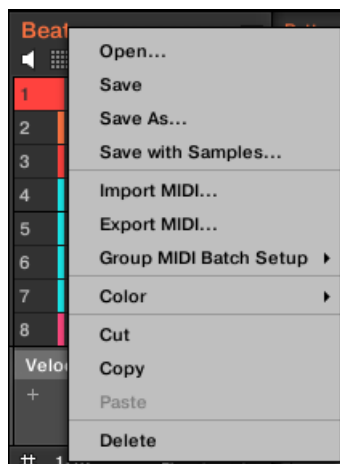 Beat
Open...
Save
1
Save As...
2
Save with Samples...
3
Import MIDI...
4
Export MIDI...
5
Group MIDI Batch Setup
6
Color
7
8
Cut
Velo
Copy
+
Paste
Delete